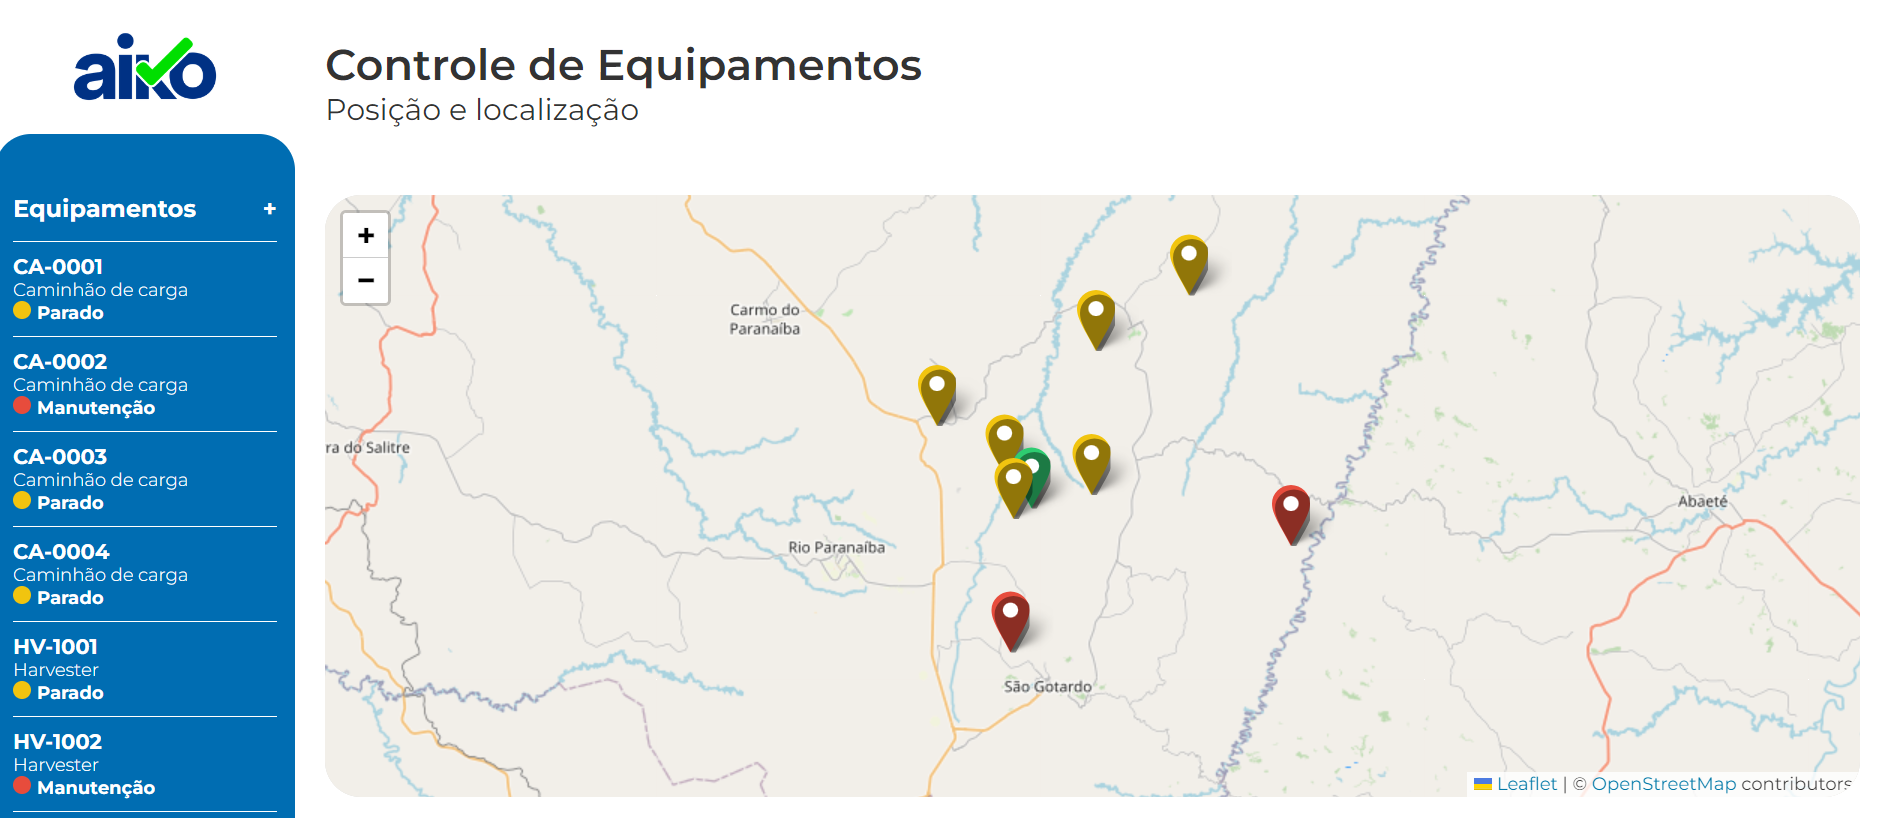 aiko
Controle de Equipamentos
Posição e localização
Equipamentos +
CA-0001
Caminhão de carga
Parado
CA-0002
Caminhão de carga
Manutenção
CA-0003
Caminhão de carga
Parado
CA-0004
Caminhão de carga
Parado
HV-1001
Harvester
Parado
HV-1002
Harvester
Manutenção
+
−
Carmo do
Paranaíba
ra do Salitre
Rio Paranaíba
São Gotardo
Abaeté
Leaflet | © OpenStreetMap contributors